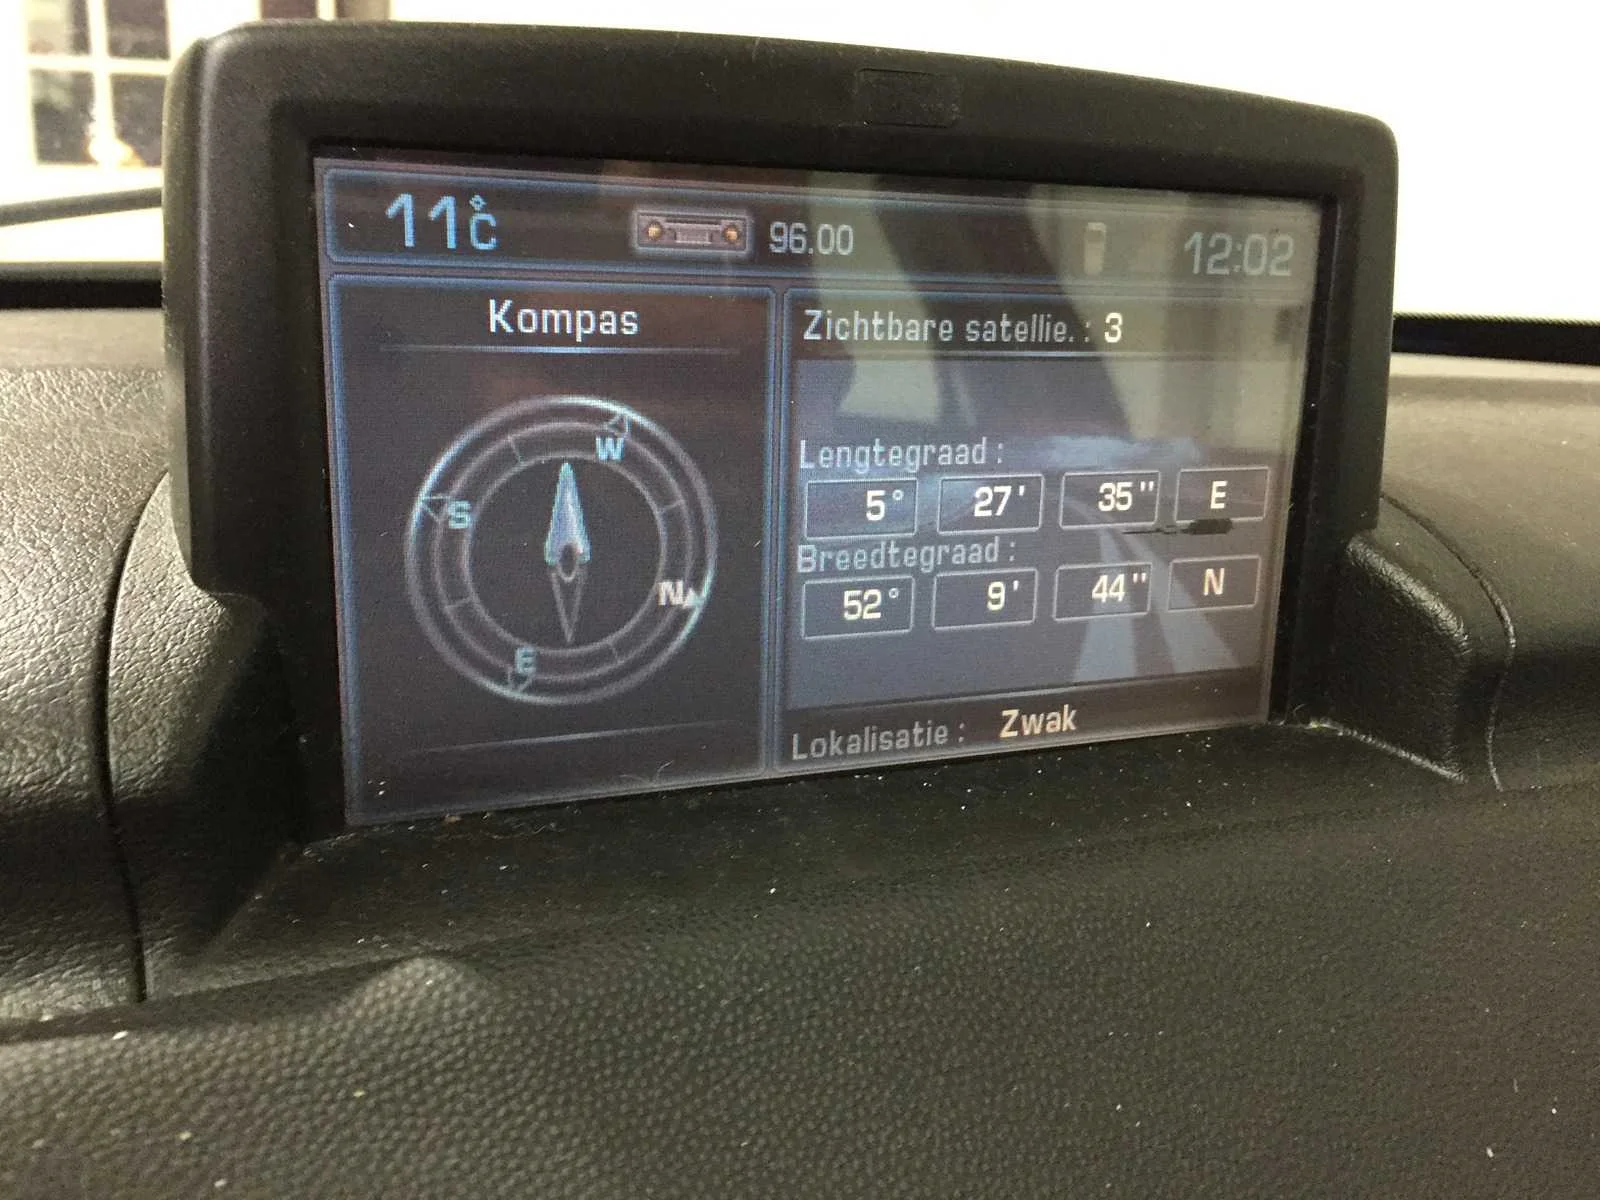 11°C 96.00 12:02
Kompas
W
S
N
E
Zichtbare satellie. : 3
Lengtegraad :
5° 27' 35'' E
Breedtegraad :
52° 9' 44'' N
Lokalisatie : Zwak